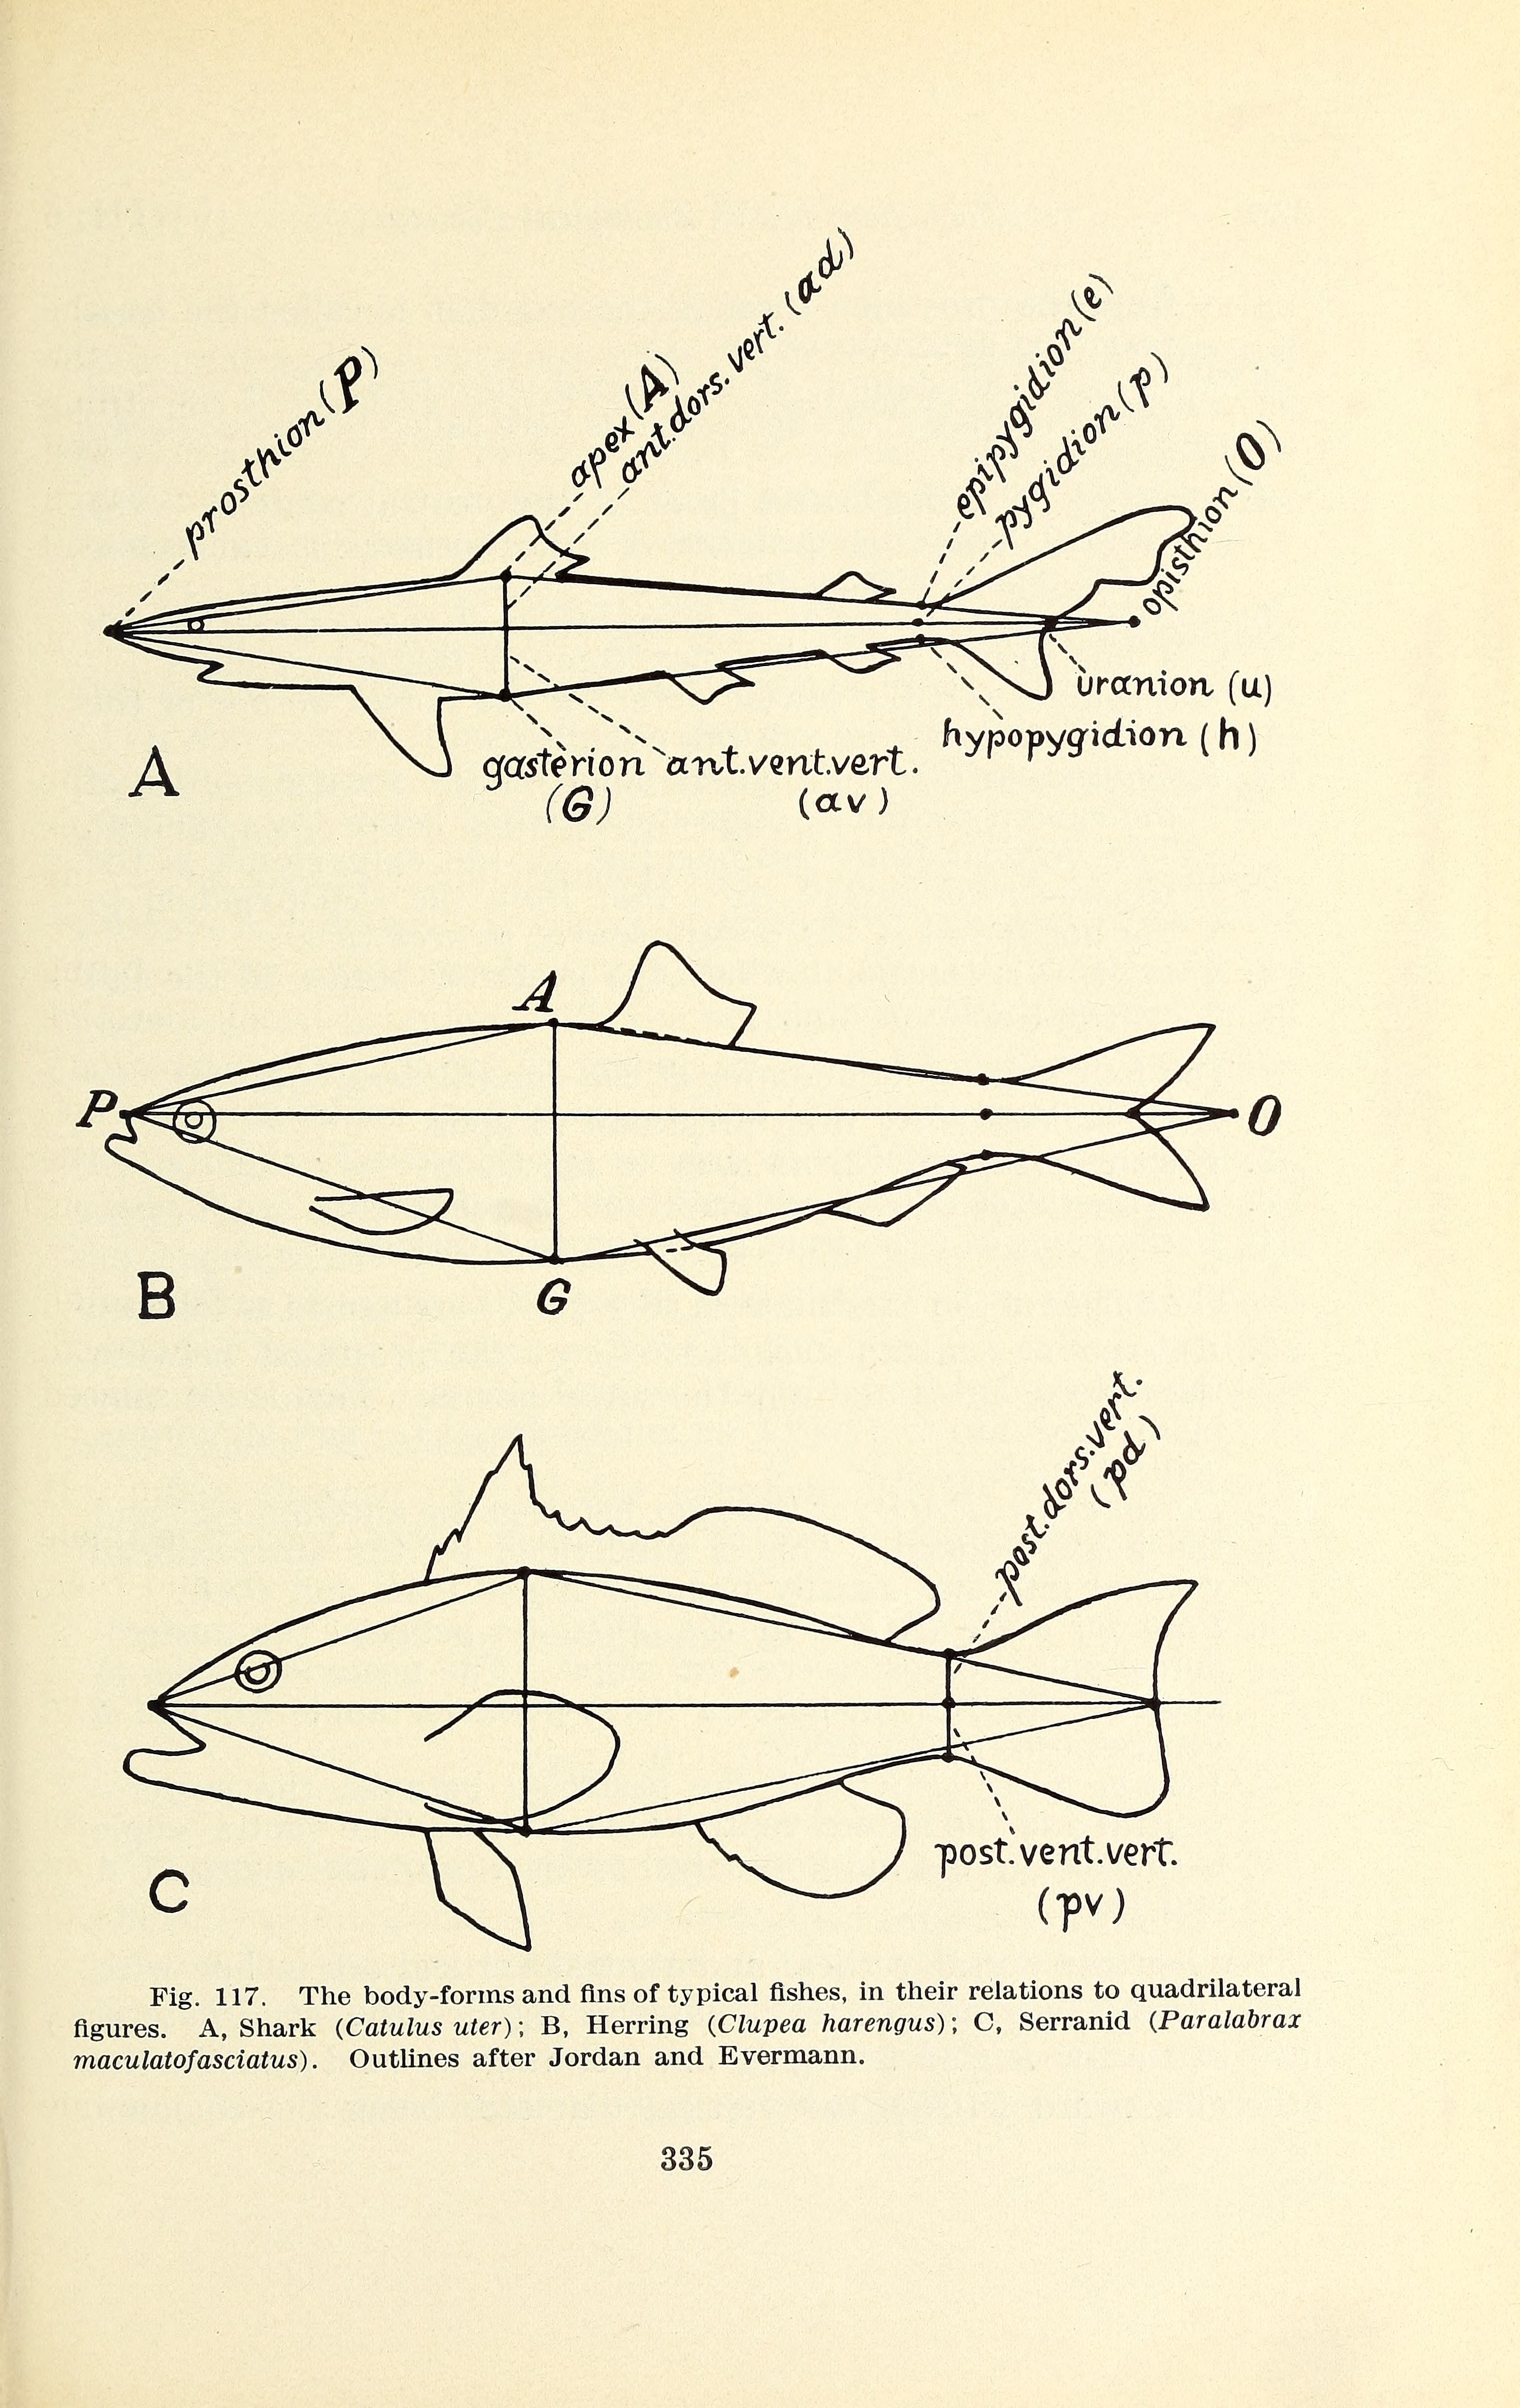 prosthion (P)
apex (A)
ant.dors.vert. (ad)
epipygidion (e)
pygidion (p)
opisthion (O)
uranion (u)
hypopygidion (h)
gasterion
(G)
ant.vent.vert.
(av)
A
A
P
O
G
B
post.dors.vert.
(pd)
post.vent.vert.
(pv)
C
Fig. 117. The body-forms and fins of typical fishes, in their relations to quadrilateral
figures. A, Shark (Catulus uter); B, Herring (Clupea harengus); C, Serranid (Paralabrax
maculatofasciatus). Outlines after Jordan and Evermann.
335